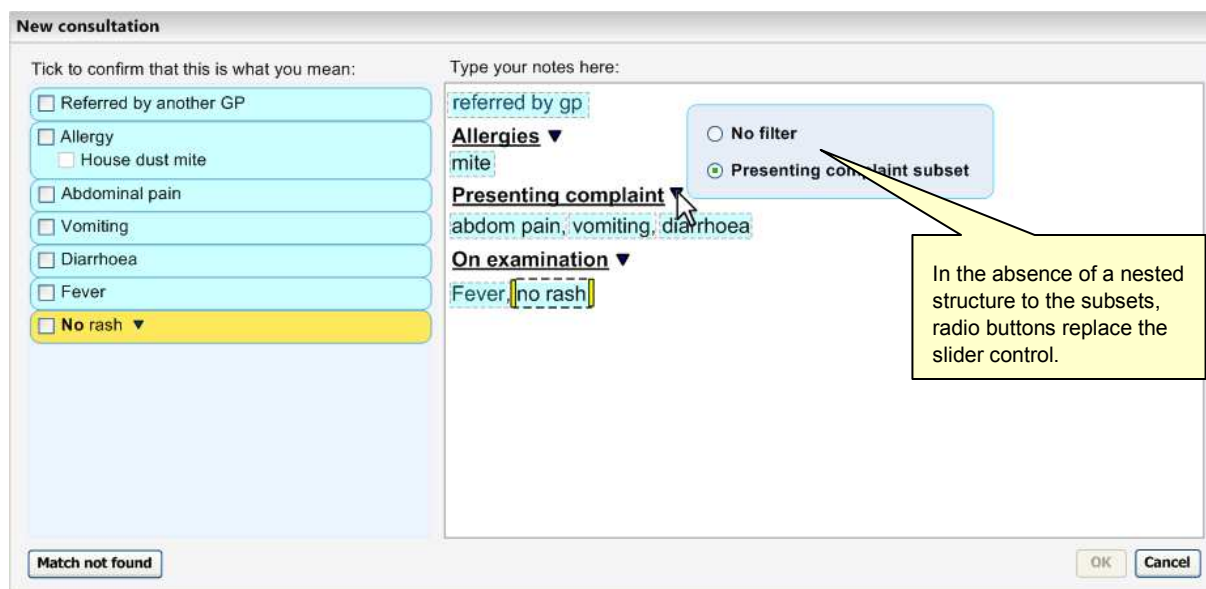 New consultation
Tick to confirm that this is what you mean:
Referred by another GP
Allergy
House dust mite
Abdominal pain
Vomiting
Diarrhoea
Fever
No rash ▼
Match not found
Type your notes here:
referred by gp
Allergies ▼
mite
Presenting complaint ▼
abdom pain, vomiting, diarrhoea
On examination ▼
Fever, no rash
No filter
Presenting complaint subset
In the absence of a nested
structure to the subsets,
radio buttons replace the
slider control.
OK
Cancel